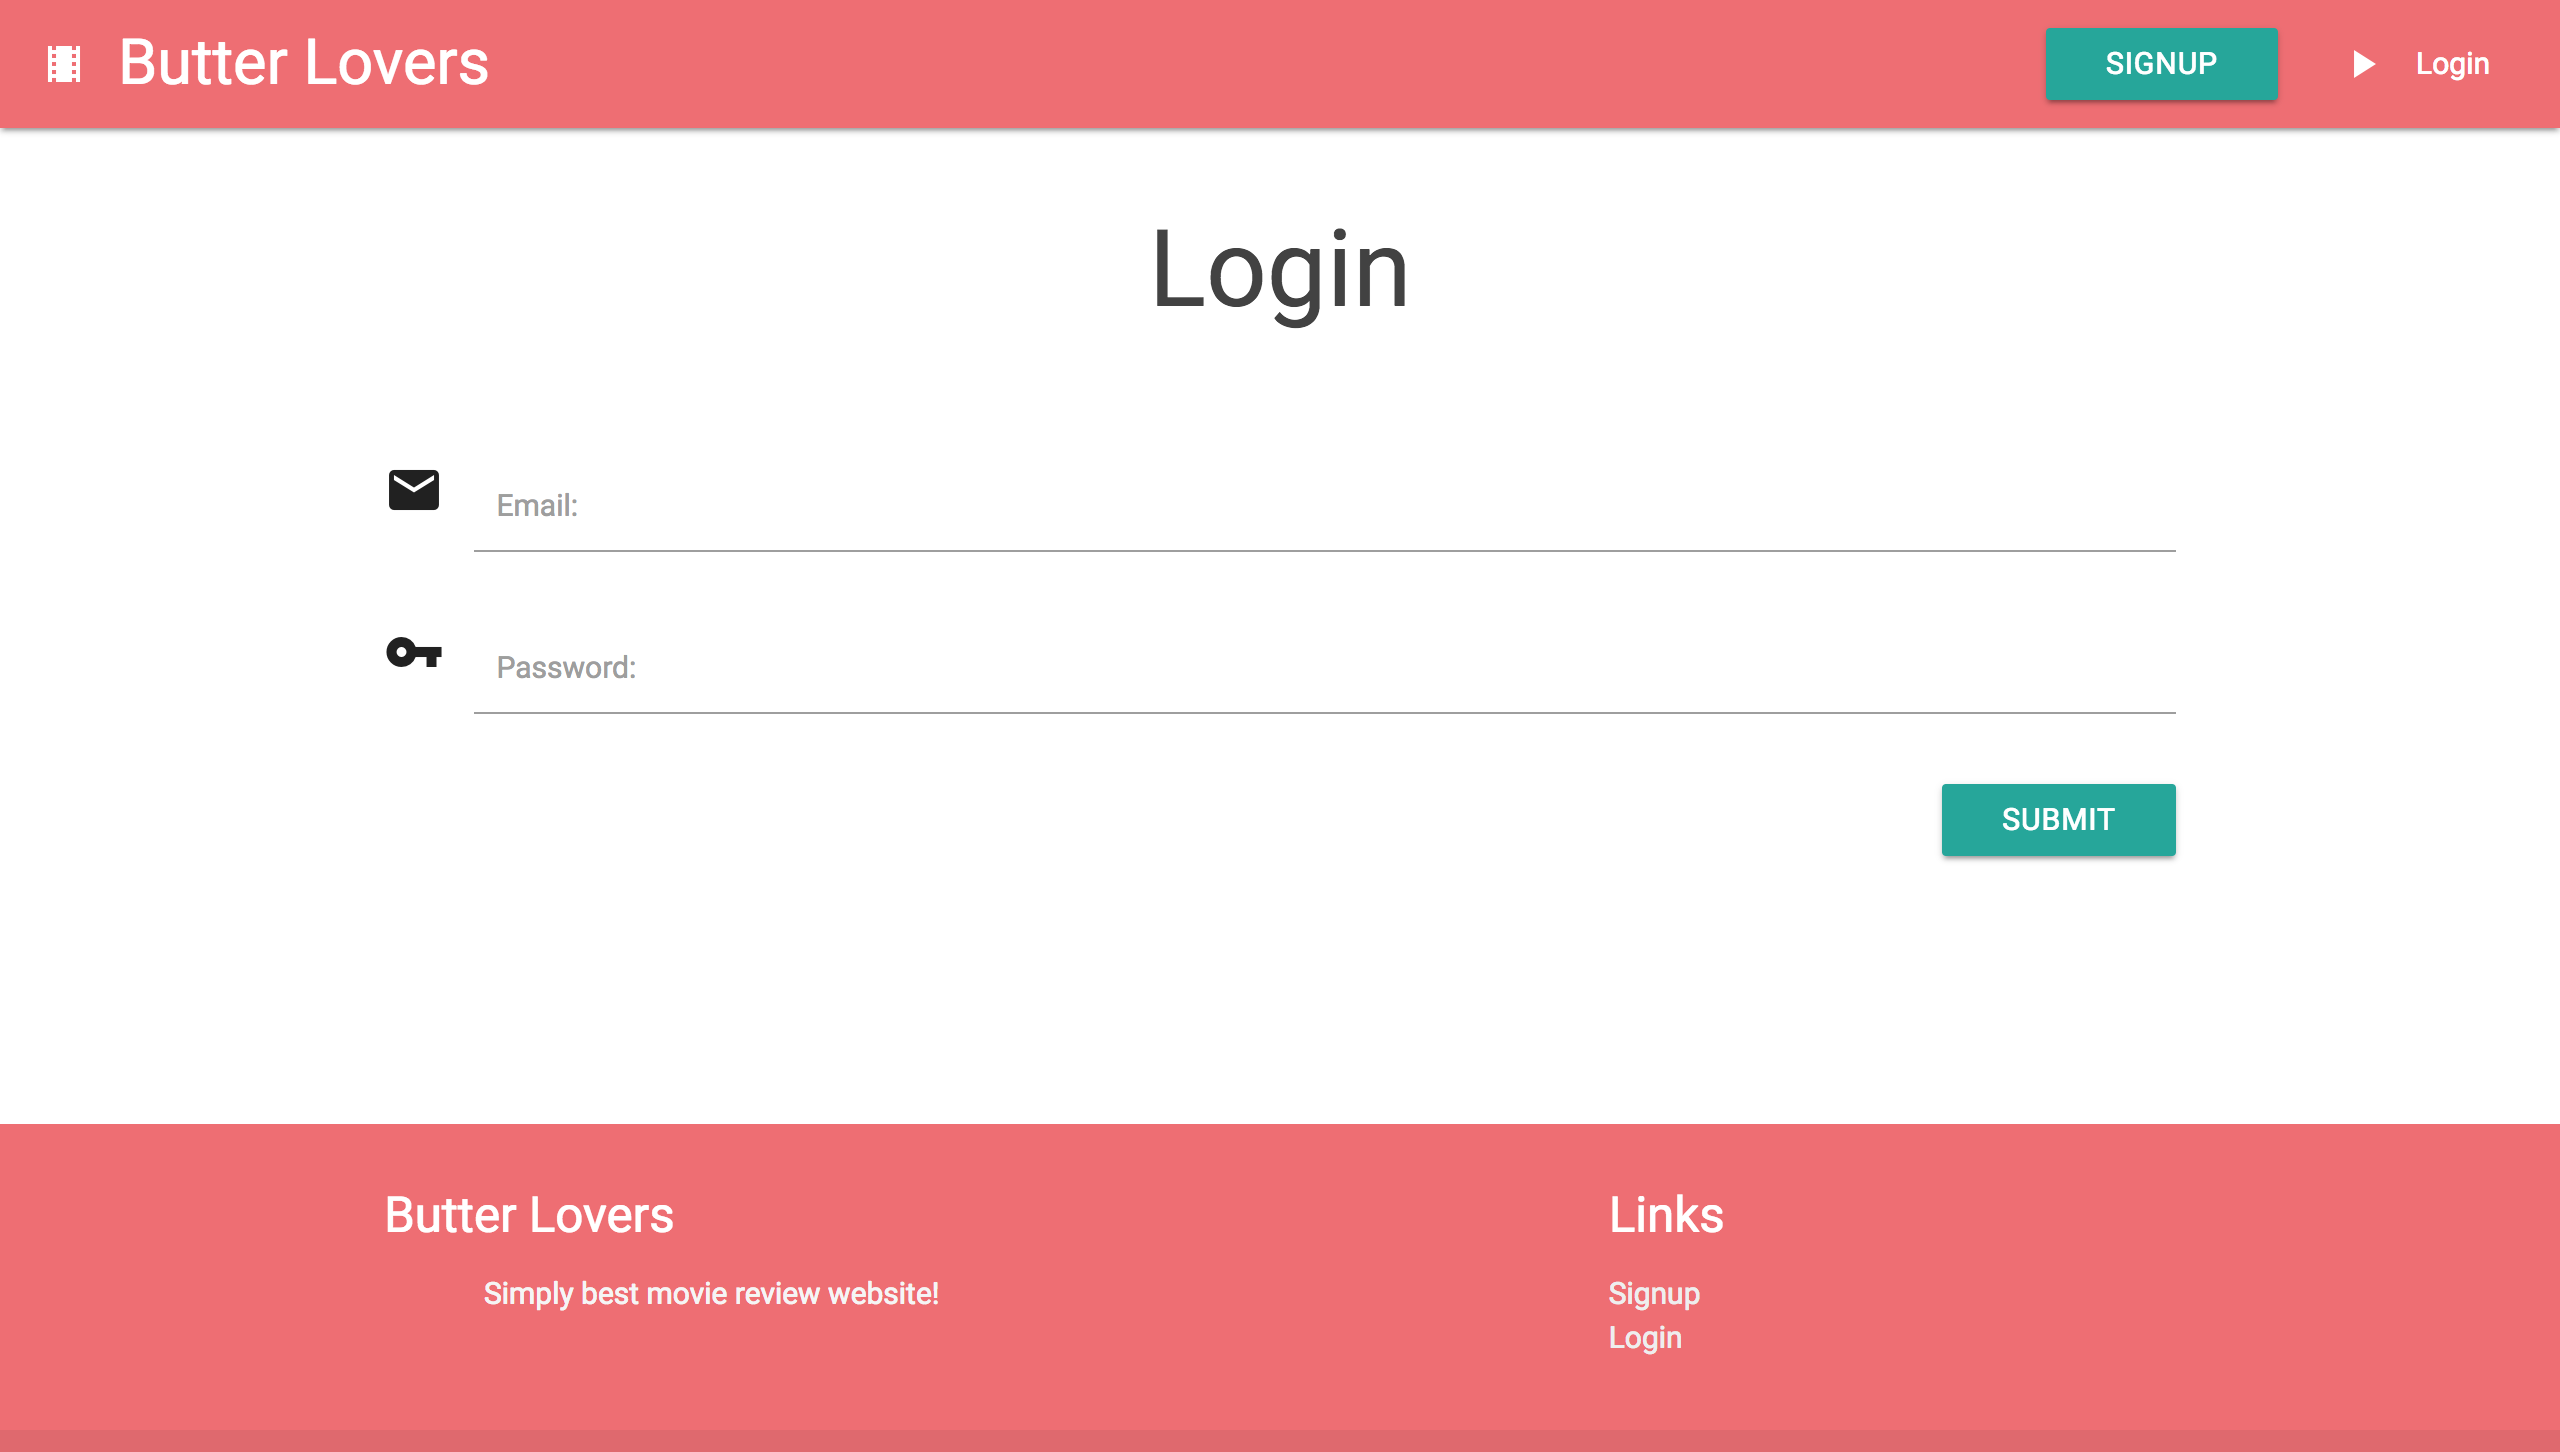 Butter Lovers
SIGNUP
Login
Login
Email:
Password:
SUBMIT
Butter Lovers
Simply best movie review website!
Links
Signup
Login